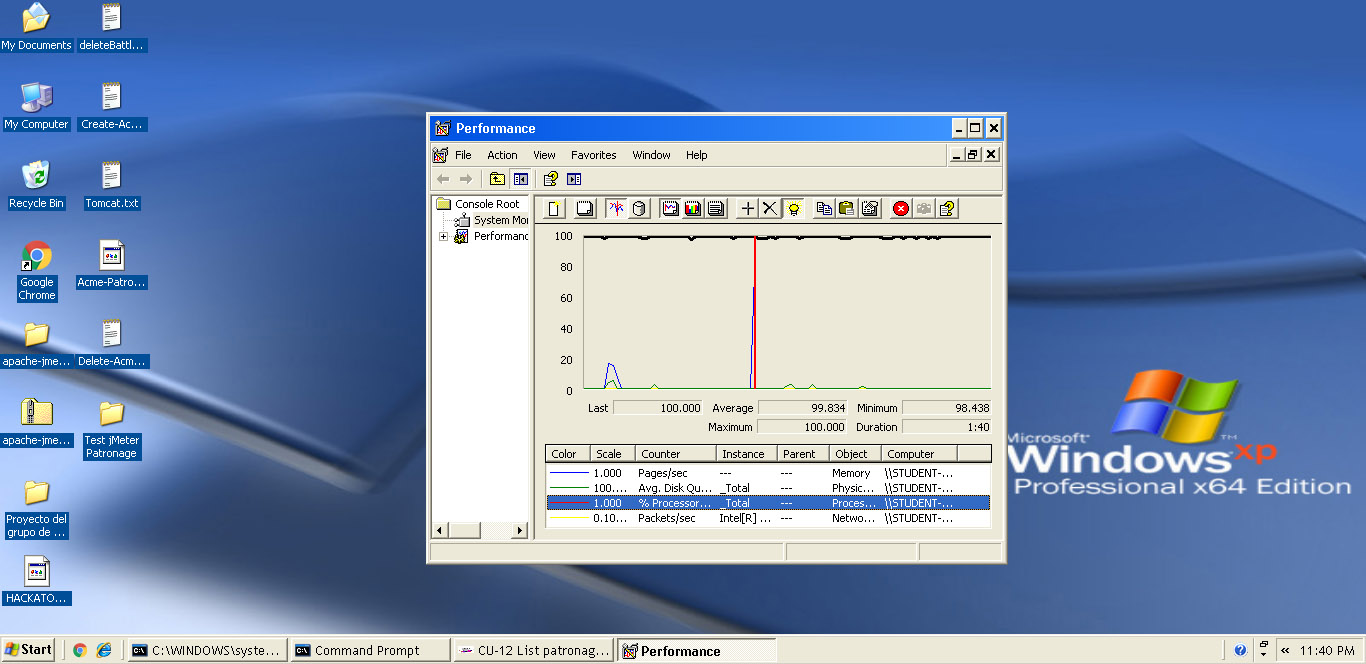 My Documents
deleteBattl...
My Computer
Create-Ac...
Recycle Bin
Tomcat.txt
Google
Chrome
Acme-Patro...
apache-jme...
Delete-Acm...
apache-jme...
Test jMeter
Patronage
Proyecto del
grupo de ...
HACKATO...
Performance
File Action View Favorites Window Help
Console Root
System Mor
Performanc
100
80
60
40
20
0
Last 100.000 Average 99.834 Minimum 98.438
Maximum 100.000 Duration 1:40
Color Scale Counter Instance Parent Object Computer
1.000 Pages/sec --- --- Memory \\STUDENT-...
100.... Avg. Disk Qu... _Total --- Physic... \\STUDENT-...
1.000 % Processor... _Total --- Proces... \\STUDENT-...
0.10... Packets/sec Intel[R] ... --- Netwo... \\STUDENT-...
Microsoft
Windows xp
TM
Professional x64 Edition
Start C:\WINDOWS\syste... Command Prompt CU-12 List patronag... Performance 11:40 PM